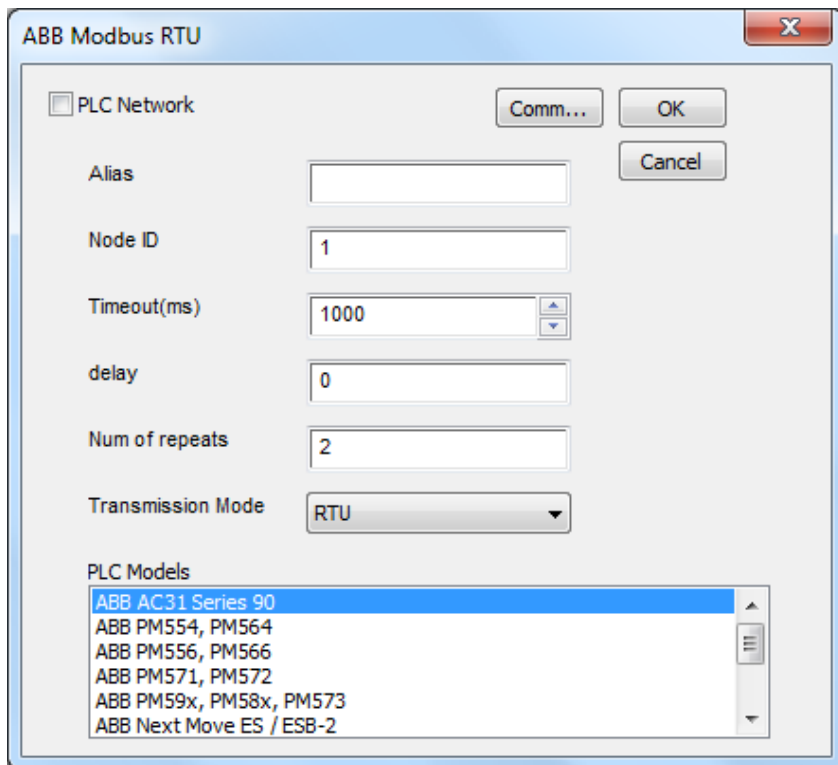 ABB Modbus RTU
PLC Network
Comm...
OK
Cancel
Alias
Node ID
1
Timeout(ms)
1000
delay
0
Num of repeats
2
Transmission Mode
RTU
PLC Models
ABB AC31 Series 90
ABB PM554, PM564
ABB PM556, PM566
ABB PM571, PM572
ABB PM59x, PM58x, PM573
ABB Next Move ES / ESB-2